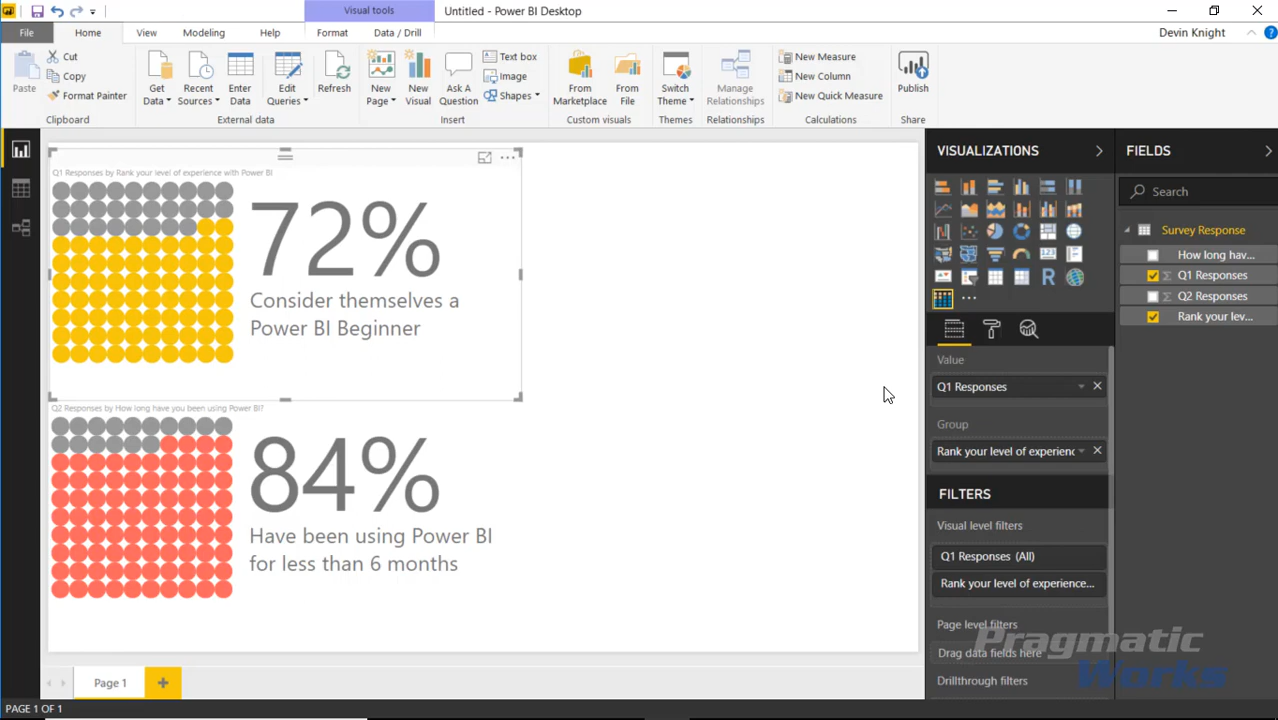 Visual tools
Untitled - Power BI Desktop
File Home View Modeling Help Format Data / Drill
Devin Knight
Paste
Cut
Copy
Format Painter
Clipboard
Get Data
Recent Sources
Enter Data
Edit Queries
Refresh
External data
New Page
New Visual
Ask A Question
Text box
Image
Shapes
Insert
From Marketplace
From File
Custom visuals
Switch Theme
Themes
Manage Relationships
Relationships
New Measure
New Column
New Quick Measure
Calculations
Publish
Share
Q1 Responses by Rank your level of experience with Power BI
72%
Consider themselves a
Power BI Beginner
Q2 Responses by How long have you been using Power BI?
84%
Have been using Power BI
for less than 6 months
VISUALIZATIONS
R
Value
Q1 Responses
Group
Rank your level of experienc
FILTERS
Visual level filters
Q1 Responses (All)
Rank your level of experience...
Page level filters
Drag data fields here
Drillthrough filters
FIELDS
Search
Survey Response
How long hav...
Q1 Responses
Q2 Responses
Rank your lev...
Pragmatic
Works
Page 1
PAGE 1 OF 1